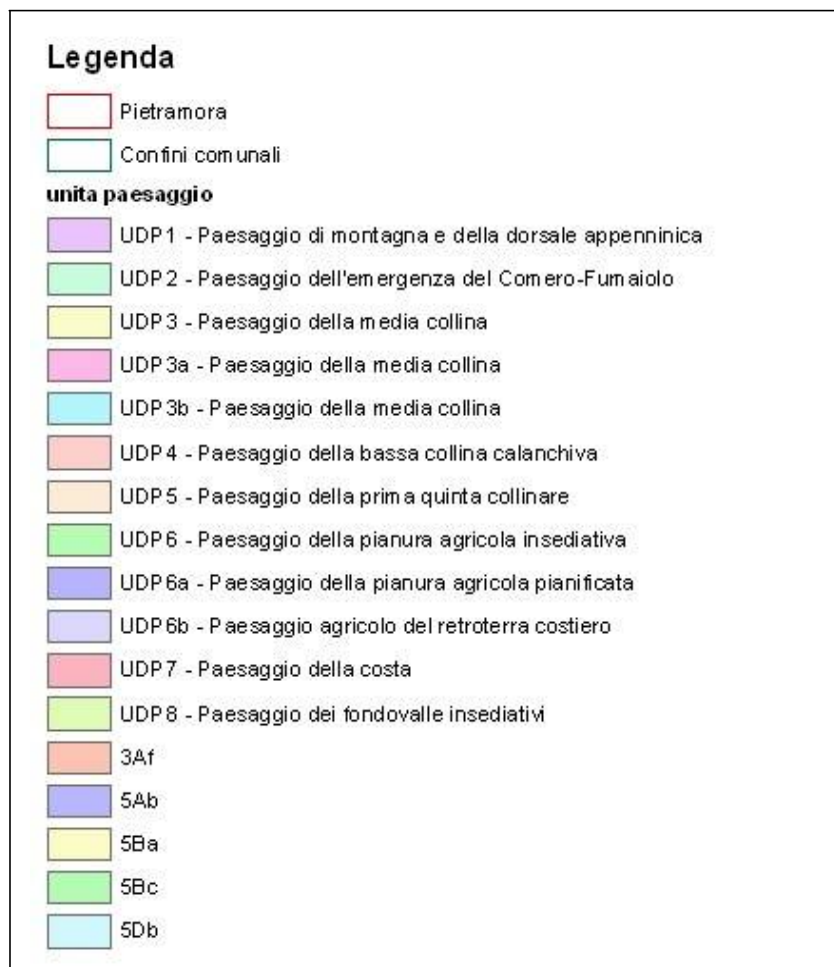 Legenda
Pietramora
Confini comunali
unita paesaggio
UDP1 - Paesaggio di montagna e della dorsale appenninica
UDP2 - Paesaggio dell'emergenza del Comero-Fumaiolo
UDP3 - Paesaggio della media collina
UDP3a - Paesaggio della media collina
UDP3b - Paesaggio della media collina
UDP4 - Paesaggio della bassa collina calanchiva
UDP5 - Paesaggio della prima quinta collinare
UDP6 - Paesaggio della pianura agricola insediativa
UDP6a - Paesaggio della pianura agricola pianificata
UDP6b - Paesaggio agricolo del retroterra costiero
UDP7 - Paesaggio della costa
UDP8 - Paesaggio dei fondovalle insediativi
3Af
5Ab
5Ba
5Bc
5Db